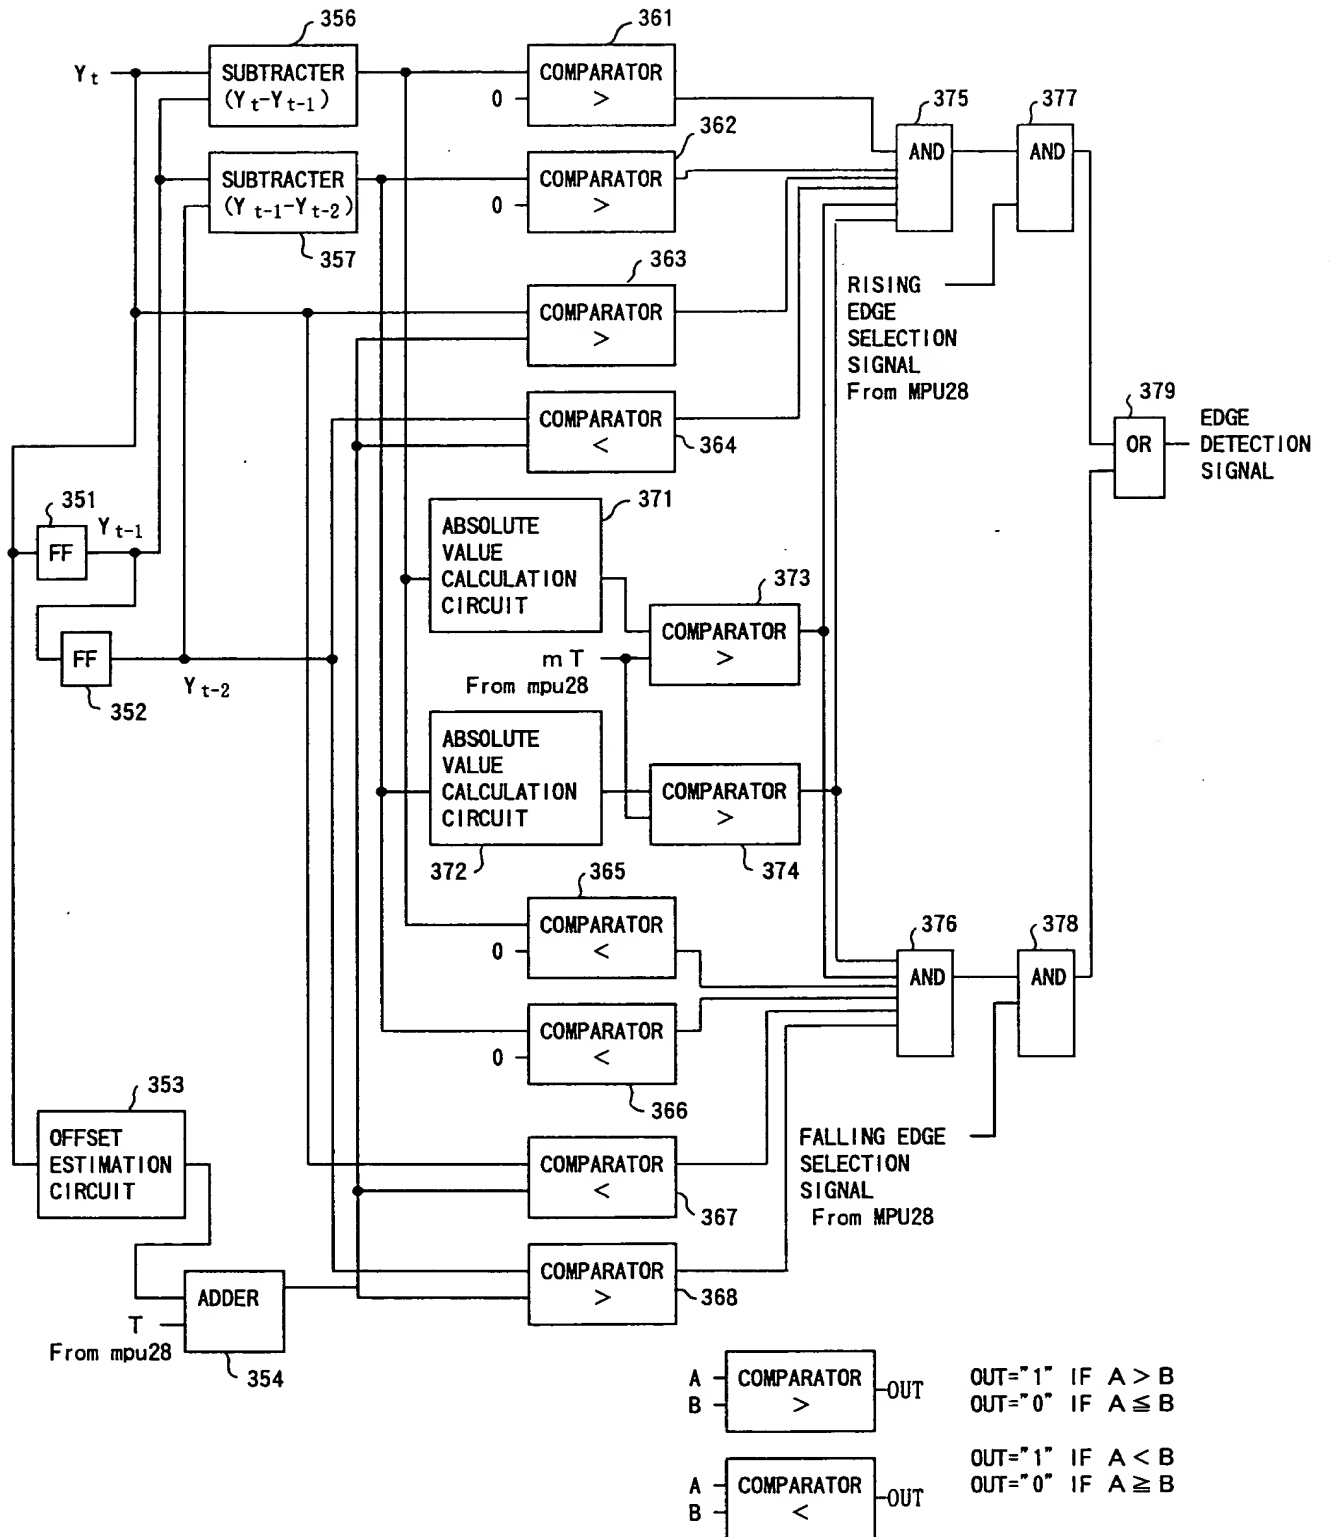 356
361
Yt
SUBTRACTER
(Yt-Yt-1)
COMPARATOR
>
0
375
377
362
AND
AND
SUBTRACTER
(Yt-1-Yt-2)
COMPARATOR
>
0
357
363
COMPARATOR
>
RISING
EDGE
SELECTION
SIGNAL
From MPU28
COMPARATOR
<
364
379
OR
EDGE
DETECTION
SIGNAL
351
Yt-1
FF
371
ABSOLUTE
VALUE
CALCULATION
CIRCUIT
373
COMPARATOR
>
mT
From mpu28
FF
352
Yt-2
ABSOLUTE
VALUE
CALCULATION
CIRCUIT
372
COMPARATOR
>
374
365
COMPARATOR
<
0
376
378
AND
AND
COMPARATOR
<
0
366
353
OFFSET
ESTIMATION
CIRCUIT
FALLING EDGE
SELECTION
SIGNAL
From MPU28
COMPARATOR
<
367
COMPARATOR
>
368
ADDER
T
From mpu28
354
A
B
COMPARATOR
>
OUT
OUT="1" IF A > B
OUT="0" IF A ≦ B
A
B
COMPARATOR
<
OUT
OUT="1" IF A < B
OUT="0" IF A ≧ B